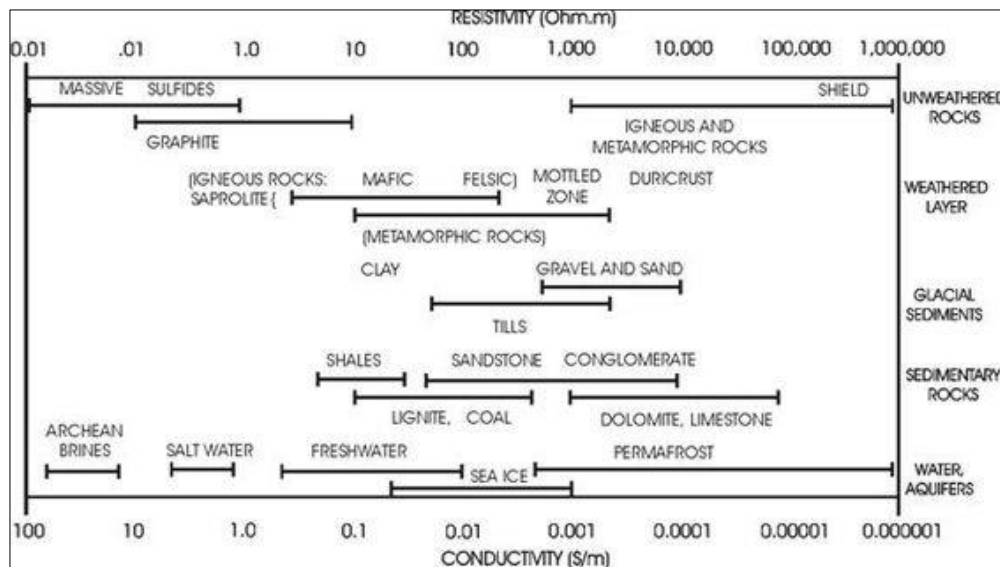 RESISTIVITY (Ohm.m)
0.01 .01 1.0 10 100 1,000 10,000 100,000 1,000,000
MASSIVE SULFIDES
SHIELD
UNWEATHERED
ROCKS
GRAPHITE
IGNEOUS AND
METAMORPHIC ROCKS
(IGNEOUS ROCKS: MAFIC FELSIC)
SAPROLITE {
MOTTLED
ZONE
DURICRUST
WEATHERED
LAYER
(METAMORPHIC ROCKS)
CLAY
GRAVEL AND SAND
GLACIAL
SEDIMENTS
TILLS
SHALES
SANDSTONE CONGLOMERATE
SEDIMENTARY
ROCKS
LIGNITE, COAL
DOLOMITE, LIMESTONE
ARCHEAN
BRINES
SALT WATER
FRESHWATER
SEA ICE
PERMAFROST
WATER,
AQUIFERS
100 10 1.0 0.1 0.01 0.001 0.0001 0.00001 0.000001
CONDUCTIVITY (S/m)